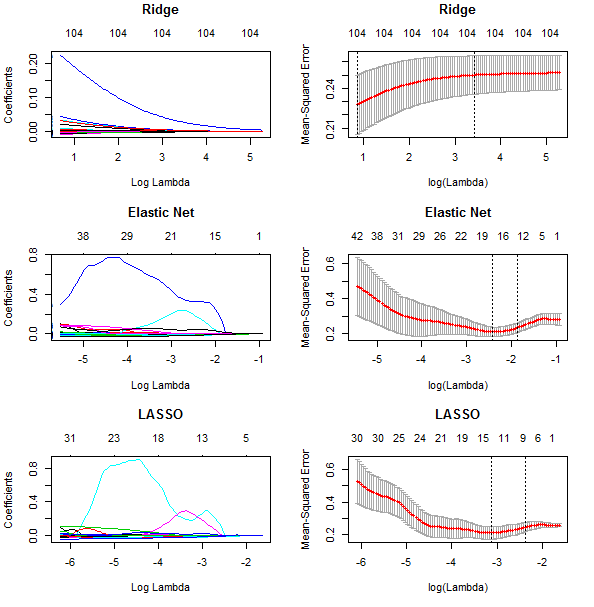 Ridge
104 104 104 104 104
Coefficients
0.00 0.10 0.20
1 2 3 4 5
Log Lambda
Ridge
104 104 104 104 104
Mean-Squared Error
0.21 0.24
1 2 3 4 5
log(Lambda)
Elastic Net
38 29 21 15 1
Coefficients
0.0 0.4 0.8
-5 -4 -3 -2 -1
Log Lambda
Elastic Net
42 38 31 29 26 22 19 16 12 5 1
Mean-Squared Error
0.2 0.4 0.6
-5 -4 -3 -2 -1
log(Lambda)
LASSO
31 23 18 13 5
Coefficients
0.0 0.4 0.8
-6 -5 -4 -3 -2
Log Lambda
LASSO
30 30 25 24 21 19 15 9 6 1
Mean-Squared Error
0.2 0.4 0.6
-6 -5 -4 -3 -2
log(Lambda)